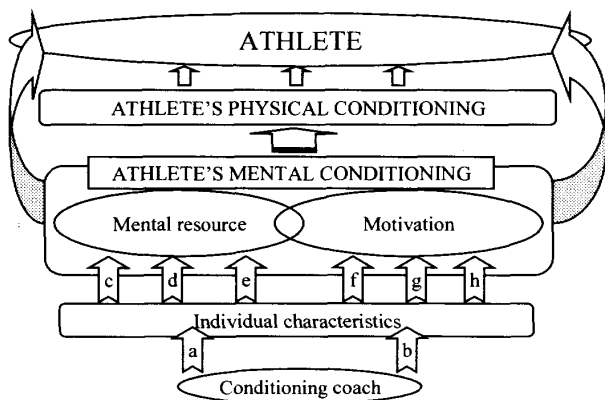 ATHLETE
ATHLETE'S PHYSICAL CONDITIONING
ATHLETE'S MENTAL CONDITIONING
Mental resource Motivation
c d e f g h
Individual characteristics
a b
Conditioning coach